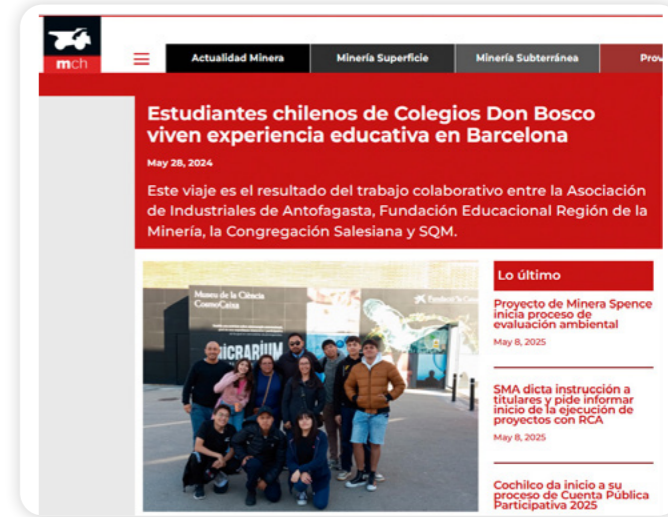 mch
Actualidad Minera
Minería Superficie
Minería Subterránea
Prov
Estudiantes chilenos de Colegios Don Bosco
viven experiencia educativa en Barcelona
May 28, 2024
Este viaje es el resultado del trabajo colaborativo entre la Asociación
de Industriales de Antofagasta, Fundación Educacional Región de la
Minería, la Congregación Salesiana y SQM.
Museu de la Ciència
CosmoCaixa
MICRARIUM
Lo último
Proyecto de Minera Spence
inicia proceso de
evaluación ambiental
May 8, 2025
SMA dicta instrucción a
titulares y pide informar
inicio de la ejecución de
proyectos con RCA
May 8, 2025
Cochilco da inicio a su
proceso de Cuenta Pública
Participativa 2025